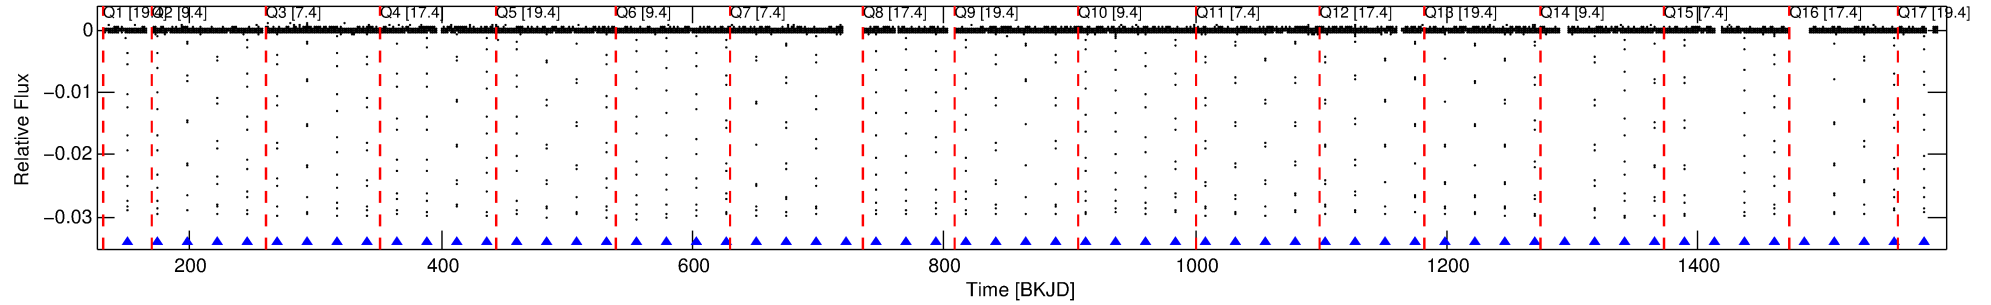 Q1 [19.4] Q2 [9.4] Q3 [7.4] Q4 [17.4] Q5 [19.4] Q6 [9.4] Q7 [7.4] Q8 [17.4] Q9 [19.4] Q10 [9.4] Q11 [7.4] Q12 [17.4] Q13 [19.4] Q14 [9.4] Q15 [7.4] Q16 [17.4] Q17 [19.4]
0
−0.01
−0.02
−0.03
Relative Flux
200 400 600 800 1000 1200 1400
Time [BKJD]